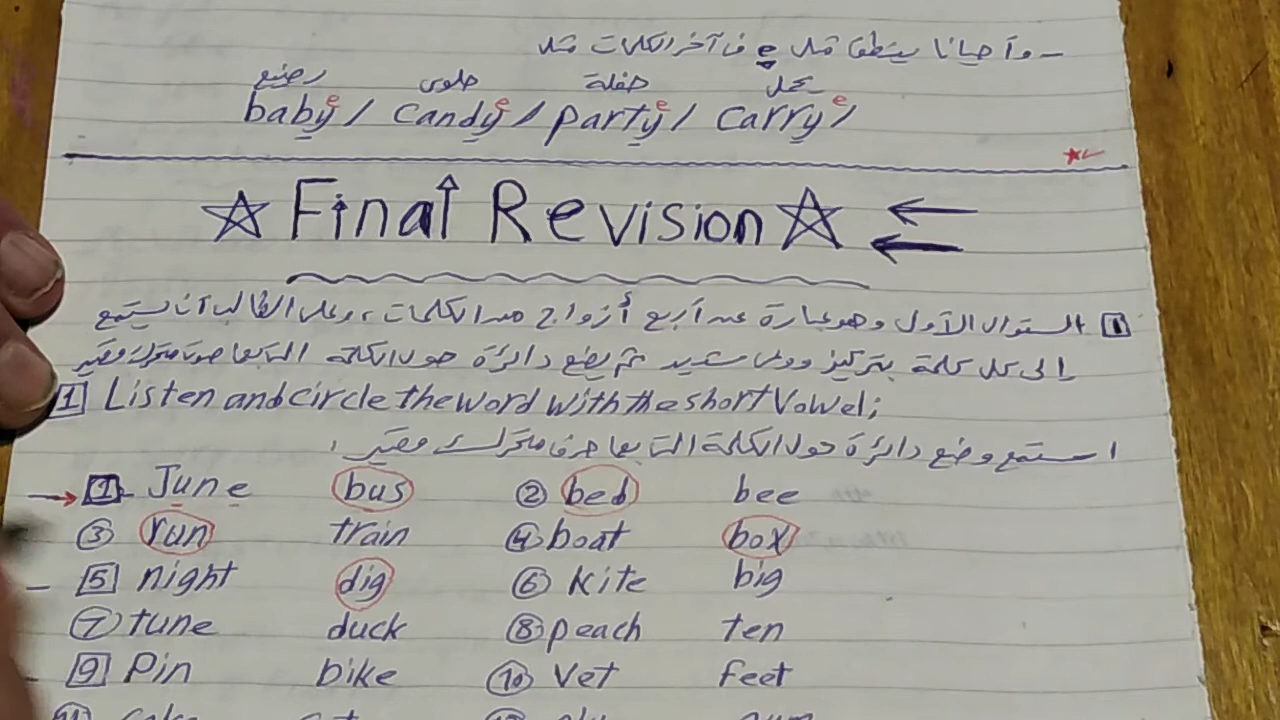 - وأحيانا ينطق مثل e في آخر الكلمات مثل
رضيع حلوى حفلة يحمل
baby / candy / party / carry /
e e e e
☆ Final Revision ☆
1 السؤال الأول وهو عبارة عن أربع أزواج من الكلمات، وعلى الطالب أن يستمع
إلى كل كلمة بتركيز ووعي شديد ثم يضع دائرة حول الكلمة التي بها صوت متحرك قصير
1 Listen and circle the word with the short vowel;
استمع وضع دائرة حول الكلمة التي بها حرف متحرك قصير:
1 June bus 2 bed bee
3 run train 4 boat box
5 night dig 6 kite big
7 tune duck 8 peach ten
9 Pin bike 10 Vet feet